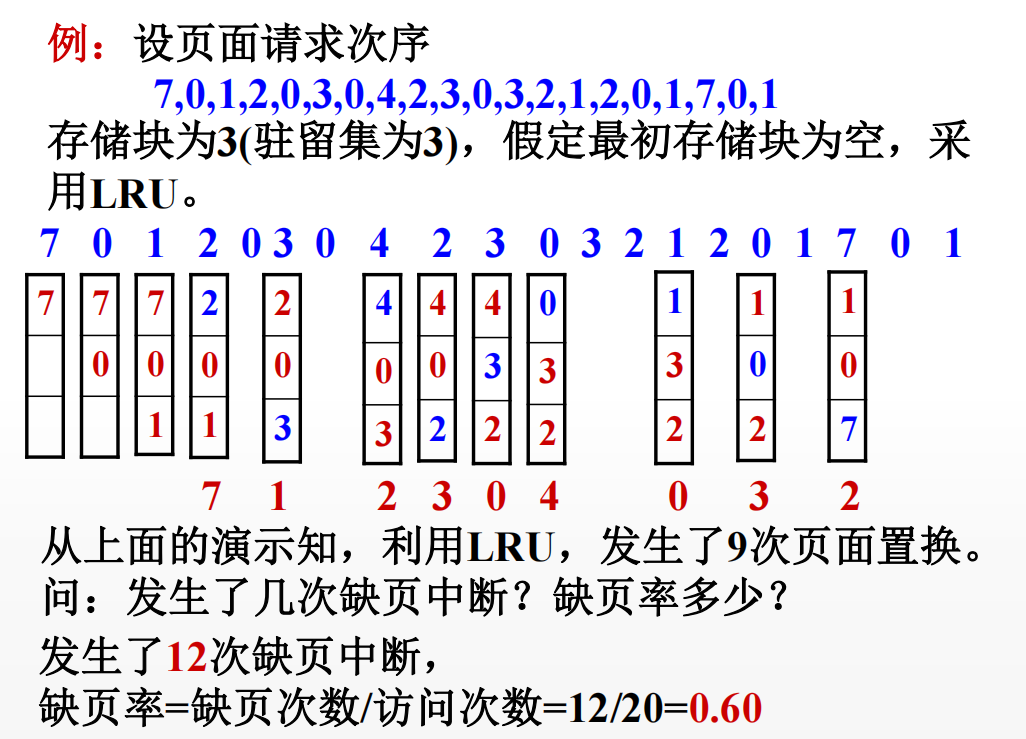 例：设页面请求次序
7,0,1,2,0,3,0,4,2,3,0,3,2,1,2,0,1,7,0,1
存储块为3(驻留集为3)，假定最初存储块为空，采
用LRU。
7 0 1 2 0 3 0 4 2 3 0 3 2 1 2 0 1 7 0 1
7 7 7 2 2 4 4 4 0 1 1 1
0 0 0 0 0 0 3 3 3 0 0
1 1 3 3 2 2 2 2 2 7
7 1 2 3 0 4 0 3 2
从上面的演示知，利用LRU，发生了9次页面置换。
问：发生了几次缺页中断？缺页率多少？
发生了12次缺页中断，
缺页率=缺页次数/访问次数=12/20=0.60